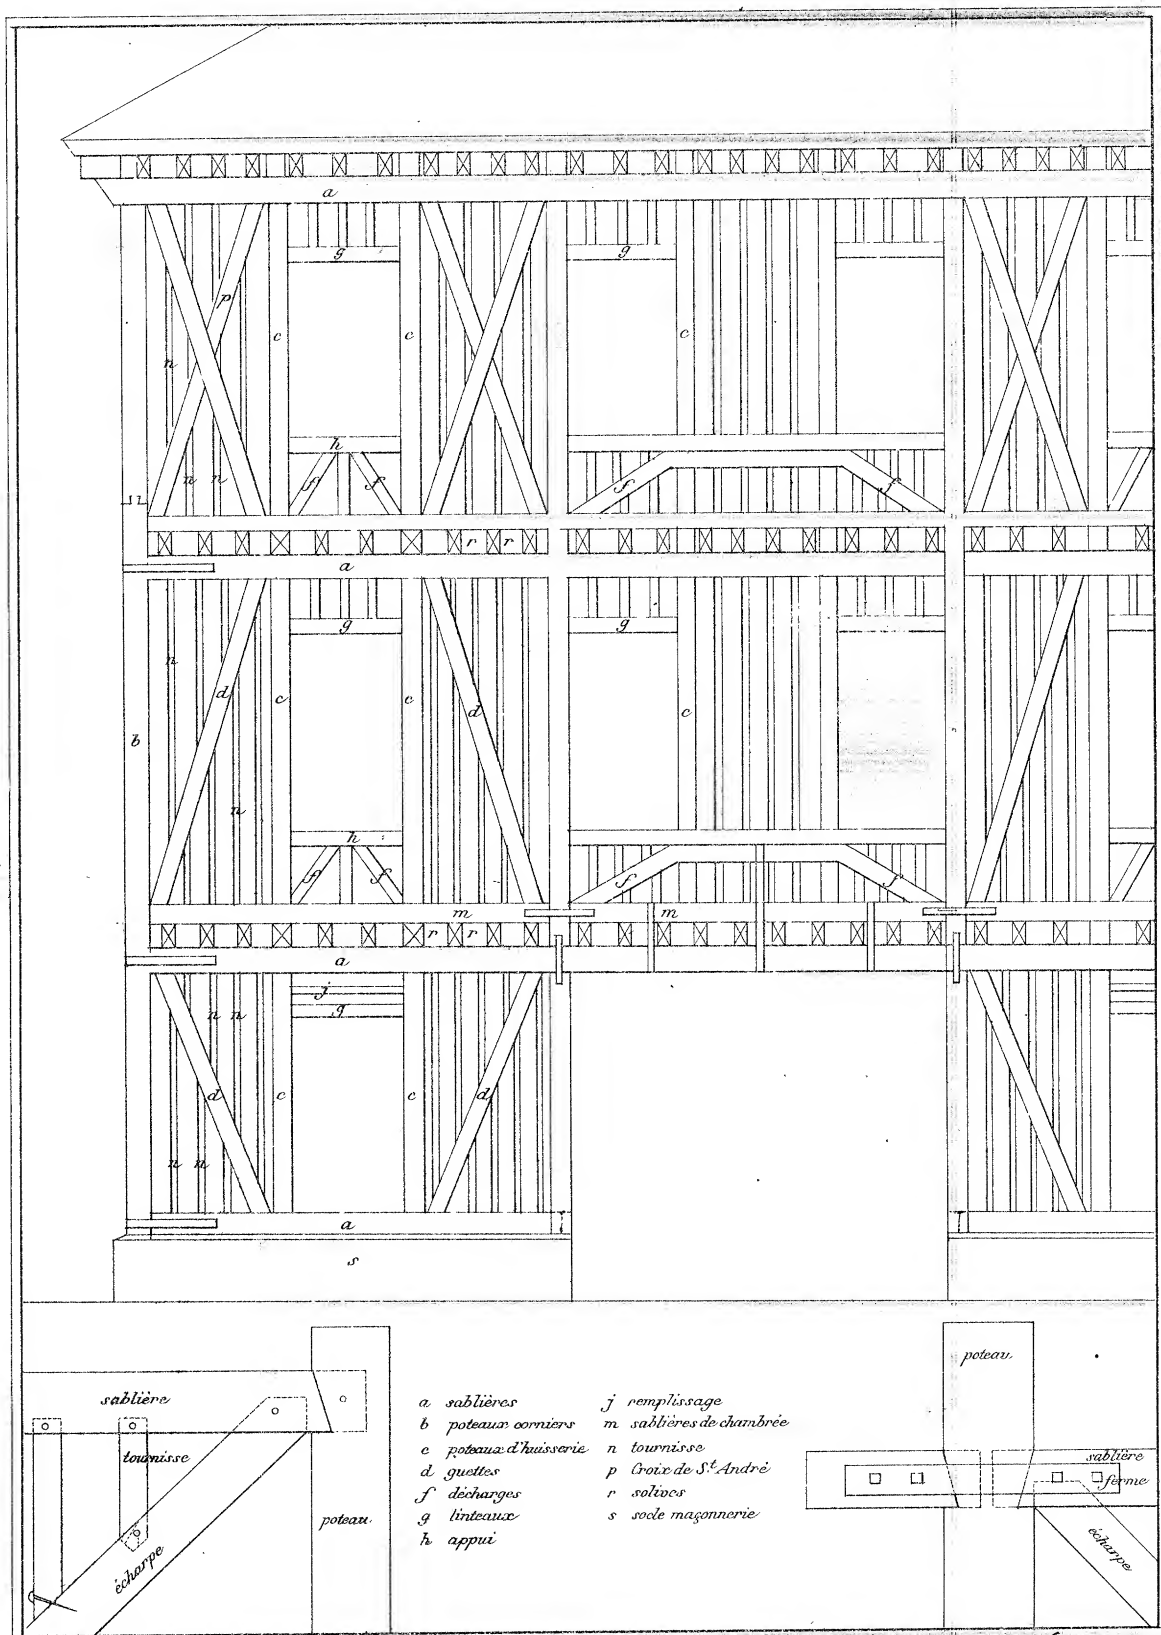 a
g
g
p
c
c
c
n
h
n n
f f
f f
s l
r r
a
g
g
n
d
c
c
d
c
b
n
h
f f
f f
m
m
r r
a
j
g
n n
d
c
c
d
n n
a
s
sablière
tournisse
poteau.
écharpe
a sablières
b poteaux corniers
c poteaux d'huisserie
d guettes
f décharges
g linteaux
h appui
j remplissage
m sablières de chambrée
n tournisse
p Croix de St. André
r solives
s socle maçonnerie
poteau.
sablière
ferme
écharpe